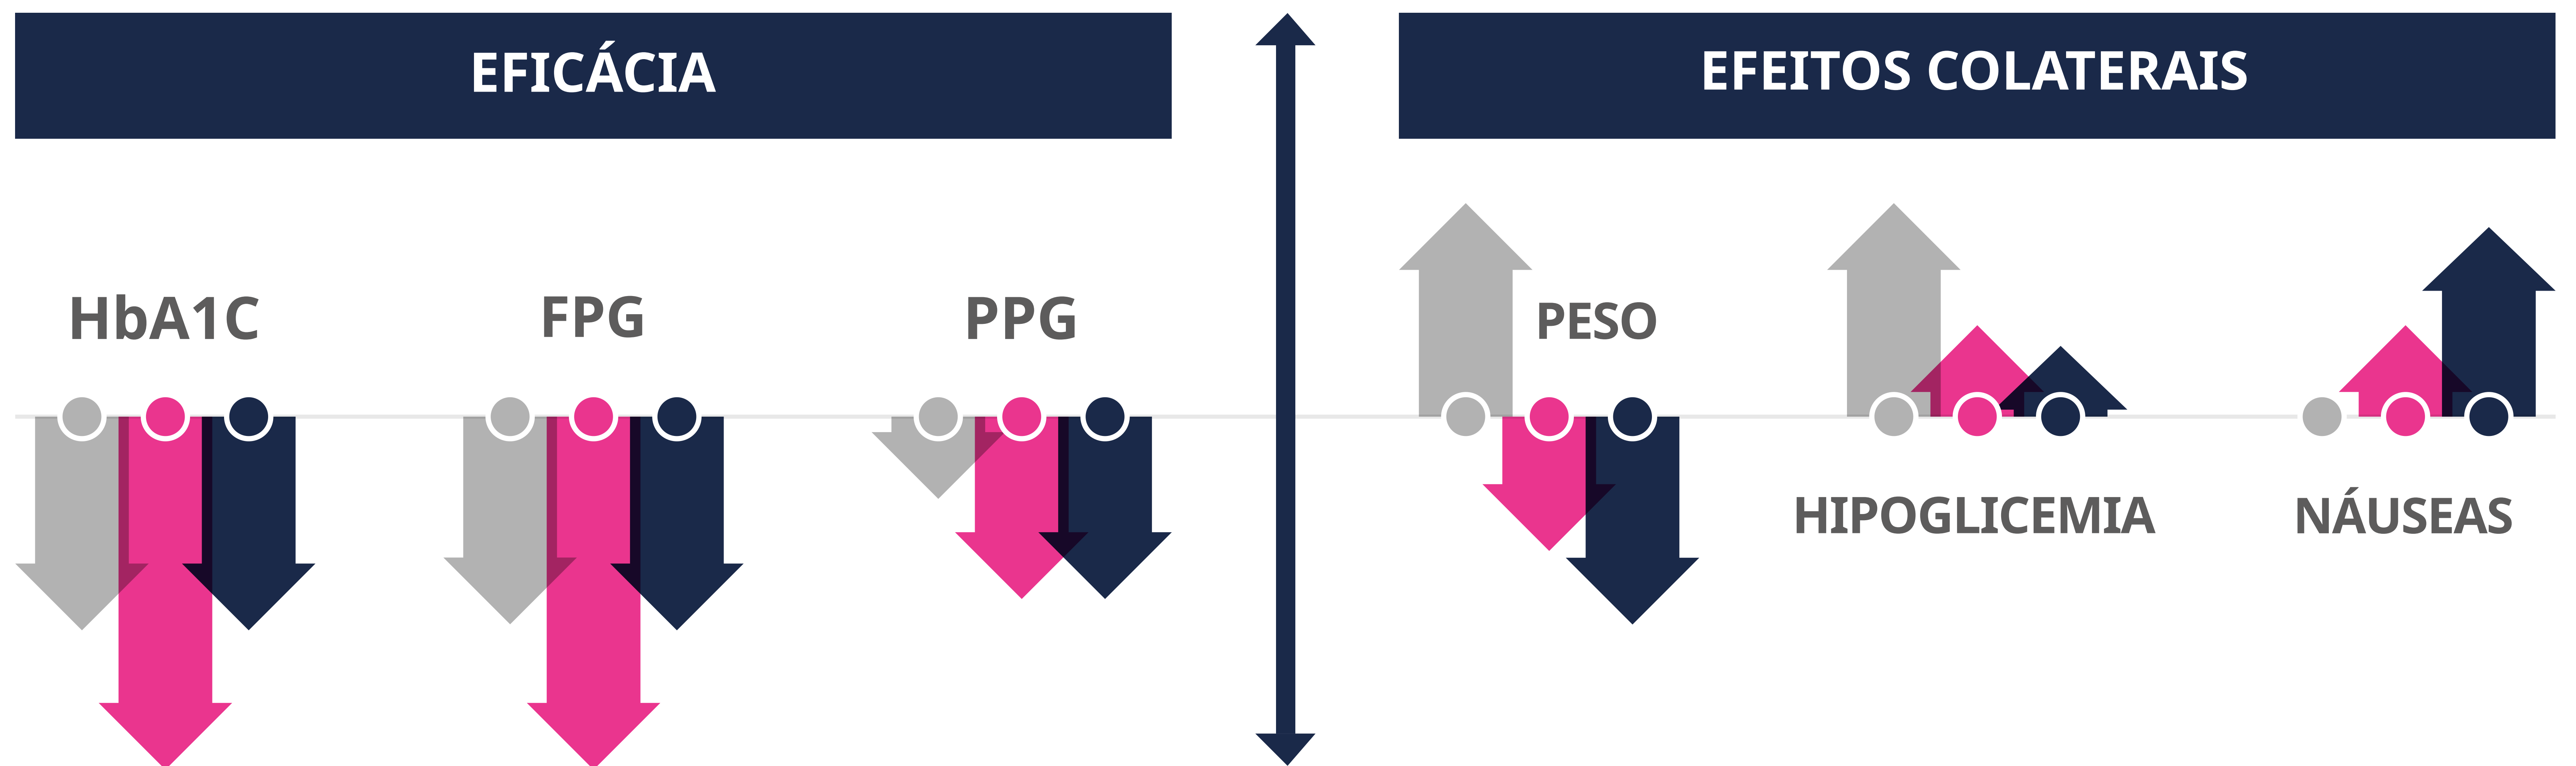 EFICÁCIA
EFEITOS COLATERAIS
HbA1C
FPG
PPG
PESO
HIPOGLICEMIA
NÁUSEAS